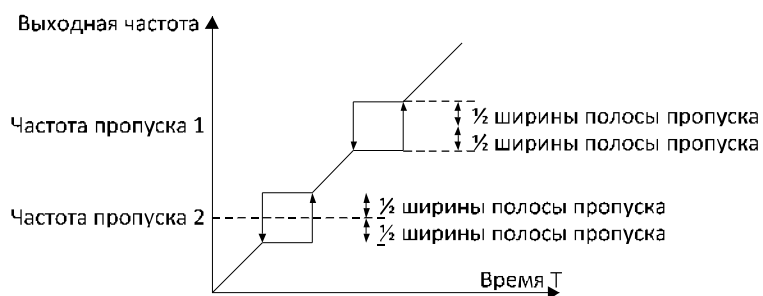 Выходная частота
Частота пропуска 1
½ ширины полосы пропуска
½ ширины полосы пропуска
Частота пропуска 2
½ ширины полосы пропуска
½ ширины полосы пропуска
Время T